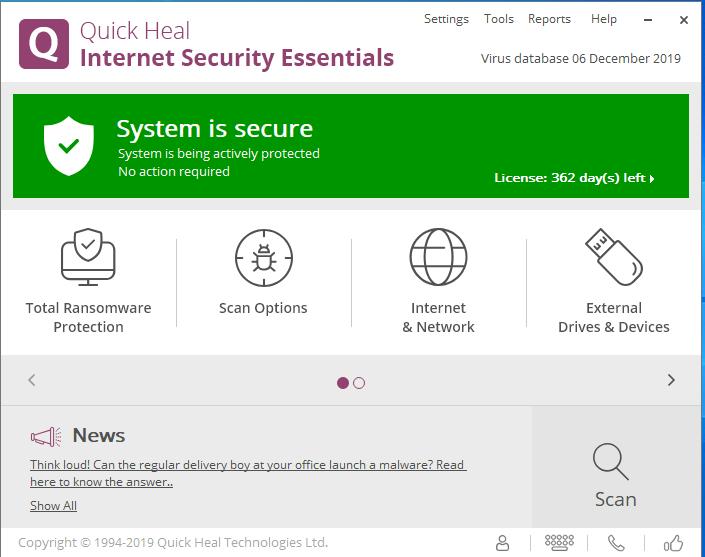 Settings Tools Reports Help
Q
Quick Heal
Internet Security Essentials
Virus database 06 December 2019
System is secure
System is being actively protected
No action required
License: 362 day(s) left
Total Ransomware
Protection
Scan Options
Internet
& Network
External
Drives & Devices
News
Think loud! Can the regular delivery boy at your office launch a malware? Read
here to know the answer..
Show All
Scan
Copyright © 1994-2019 Quick Heal Technologies Ltd.